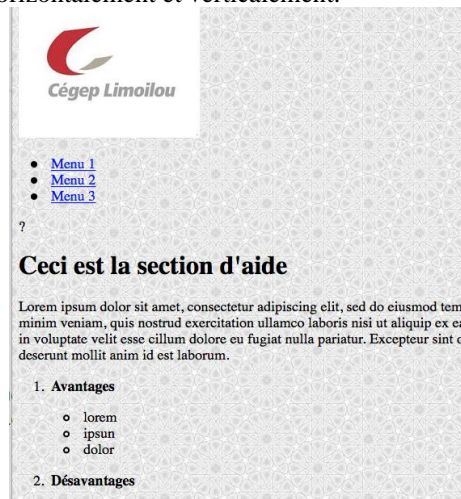 orizontalement et verticalement.
Cégep Limoilou
Menu 1
Menu 2
Menu 3
?
Ceci est la section d'aide
Lorem ipsum dolor sit amet, consectetur adipiscing elit, sed do eiusmod tem
minim veniam, quis nostrud exercitation ullamco laboris nisi ut aliquip ex ea
in voluptate velit esse cillum dolore eu fugiat nulla pariatur. Excepteur sint
deserunt mollit anim id est laborum.
1. Avantages
lorem
ipsun
dolor
2. Désavantages